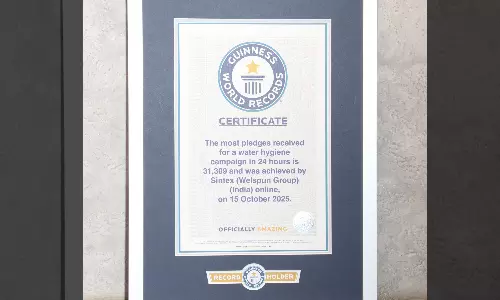 GUINNESS
WORLD RECORDS
CERTIFICATE
The most pledges received
for a water hygiene
campaign in 24 hours is
31,389 and was achieved by
Sintex (Welspun Group)
(India) online,
on 15 October 2025.
OFFICIALLY AMAZING
RECORD HOLDER